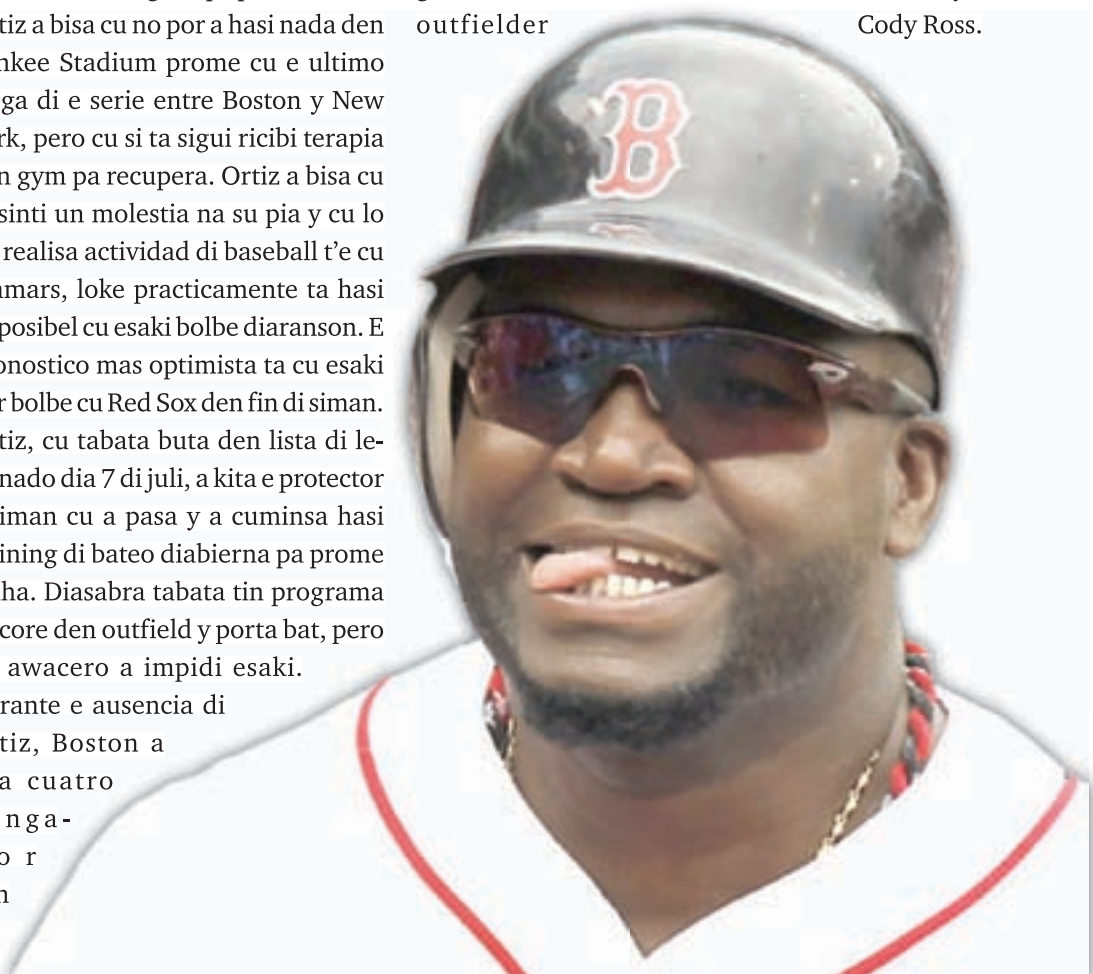 tiz a bisa cu no por a hasi nada den
nkee Stadium prome cu e ultimo
ga di e serie entre Boston y New
rk, pero cu si ta sigui ricibi terapia
n gym pa recupera. Ortiz a bisa cu
sinti un molestia na su pia y cu lo
realisa actividad di baseball t'e cu
amars, loke practicamente ta hasi
posibel cu esaki bolbe diaranson. E
onostico mas optimista ta cu esaki
r bolbe cu Red Sox den fin di siman.
tiz, cu tabata buta den lista di le-
nado dia 7 di juli, a kita e protector
iman cu a pasa y a cuminsa hasi
ining di bateo diabierna pa prome
aha. Diasabra tabata tin programa
core den outfield y porta bat, pero
awacero a impidi esaki.
rante e ausencia di
tiz, Boston a
a cuatro
nga-
o r
n
outfielder
Cody Ross.
B